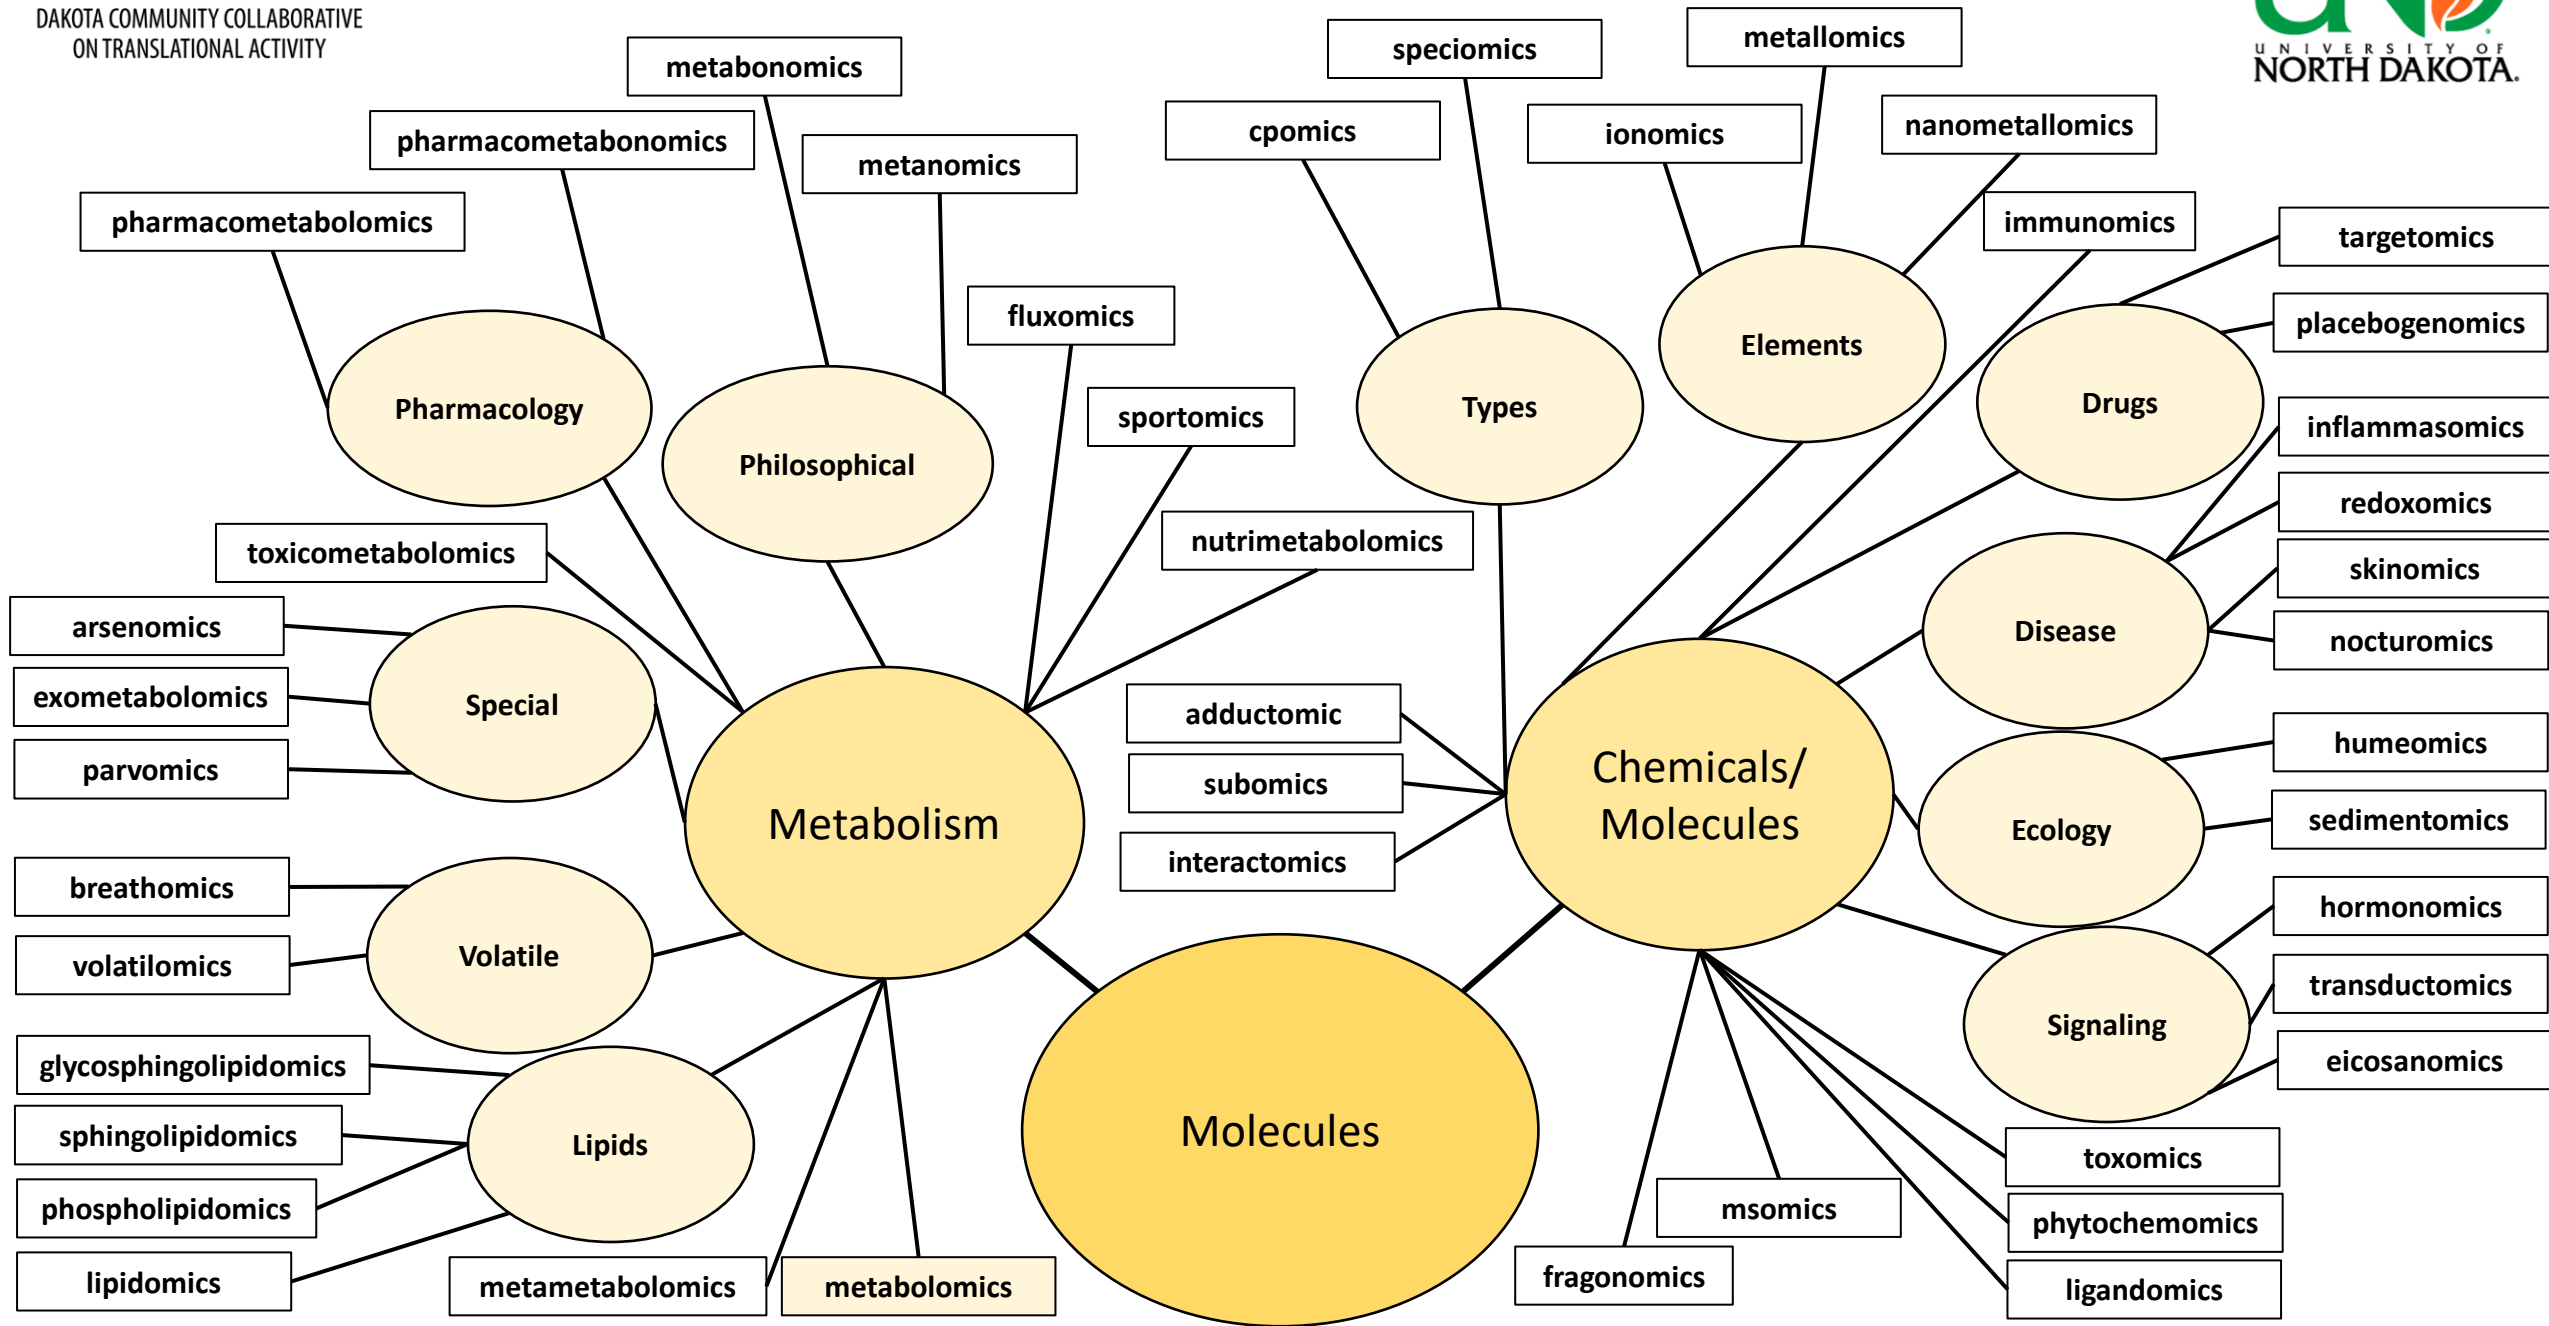 DAKOTA COMMUNITY COLLABORATIVE
ON TRANSLATIONAL ACTIVITY
UNIVERSITY OF
NORTH DAKOTA.
metabonomics
pharmacometabonomics
metanomics
pharmacometabolomics
fluxomics
sportomics
nutrimetabolomics
Pharmacology
Philosophical
toxicometabolomics
arsenomics
exometabolomics
parvomics
Special
Metabolism
breathomics
volatilomics
Volatile
glycosphingolipidomics
sphingolipidomics
phospholipidomics
lipidomics
Lipids
metametabolomics
metabolomics
Molecules
speciomics
cpomics
Types
metallomics
ionomics
nanometallomics
Elements
immunomics
targetomics
placebogenomics
Drugs
inflammasomics
redoxomics
skinomics
nocturomics
Disease
adductomic
subomics
interactomics
Chemicals/
Molecules
humeomics
sedimentomics
Ecology
hormonomics
transductomics
eicosanomics
Signaling
toxomics
phytochemomics
ligandomics
msomics
fragonomics